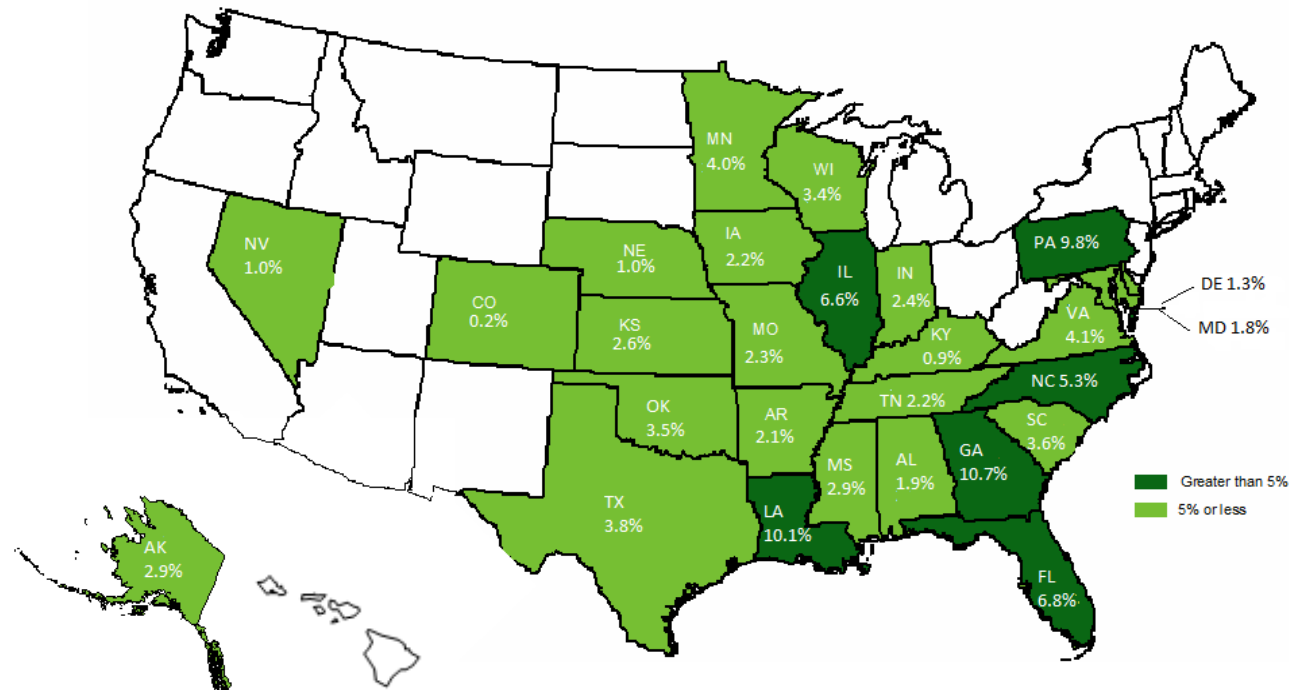 MN
4.0%
WI
3.4%
NV
1.0%
NE
1.0%
IA
2.2%
PA 9.8%
IL
6.6%
IN
2.4%
DE 1.3%
MD 1.8%
CO
0.2%
KS
2.6%
MO
2.3%
KY
0.9%
VA
4.1%
NC 5.3%
TN 2.2%
OK
3.5%
AR
2.1%
SC
3.6%
MS
2.9%
AL
1.9%
GA
10.7%
Greater than 5%
5% or less
TX
3.8%
LA
10.1%
AK
2.9%
FL
6.8%